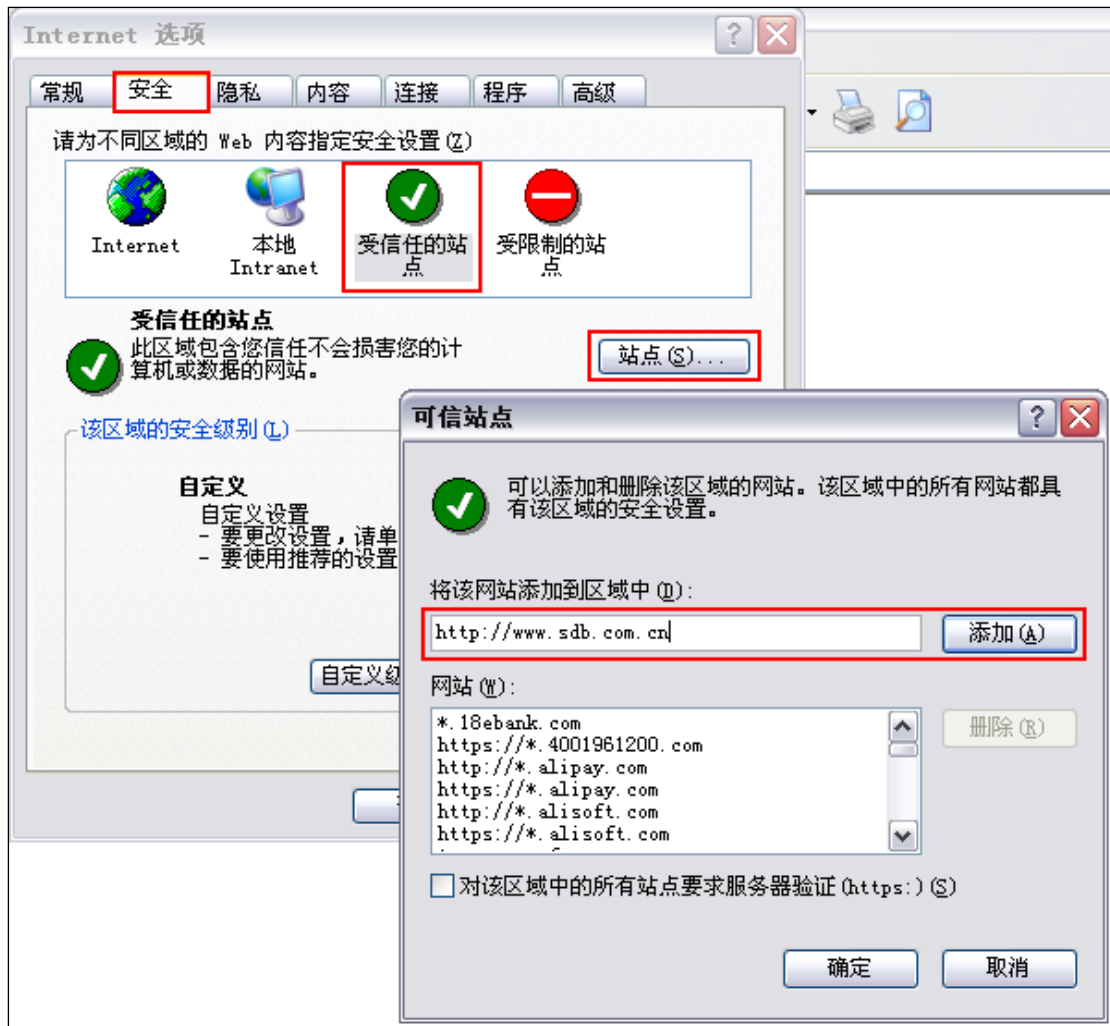 Internet 选项
常规 安全 隐私 内容 连接 程序 高级
请为不同区域的 Web 内容指定安全设置(Z)
Internet
本地
Intranet
受信任的站
点
受限制的站
点
受信任的站点
此区域包含您信任不会损害您的计
算机或数据的网站。
站点(S)...
该区域的安全级别(L)
自定义
自定义设置
- 要更改设置,请单
- 要使用推荐的设置
自定义级
可信站点
可以添加和删除该区域的网站。该区域中的所有网站都具
有该区域的安全设置。
将该网站添加到区域中(D):
http://www.sdb.com.cn
添加(A)
网站(W):
*.18ebank.com
https://*.4001961200.com
http://*.alipay.com
https://*.alipay.com
http://*.alisoft.com
https://*.alisoft.com
删除(R)
对该区域中的所有站点要求服务器验证(https:)(S)
确定
取消